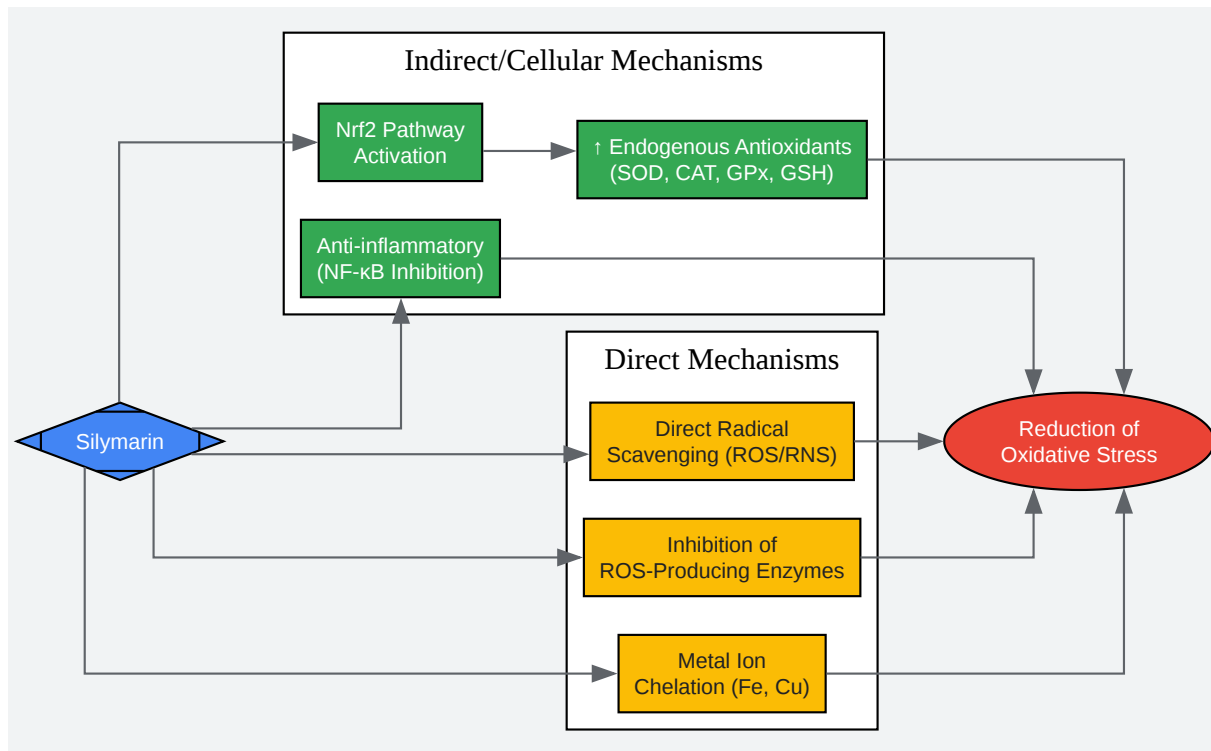 Indirect/Cellular Mechanisms
Nrf2 Pathway
Activation
↑ Endogenous Antioxidants
(SOD, CAT, GPx, GSH)
Anti-inflammatory
(NF-κB Inhibition)
Direct Mechanisms
Silymarin
Direct Radical
Scavenging (ROS/RNS)
Reduction of
Oxidative Stress
Inhibition of
ROS-Producing Enzymes
Metal Ion
Chelation (Fe, Cu)